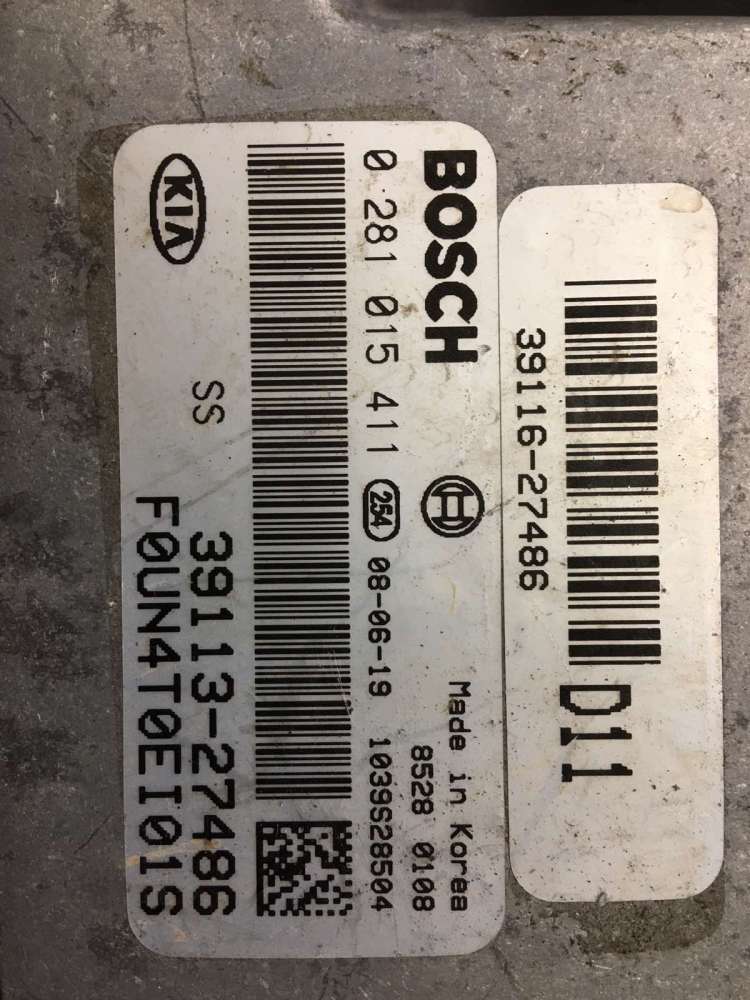 39116-27486
D11
BOSCH
Made in Korea
8528 0108
0 281 015 411 254 08-06-19 1039S28504
KIA
SS
39113-27486
F0UN4T0EI01S